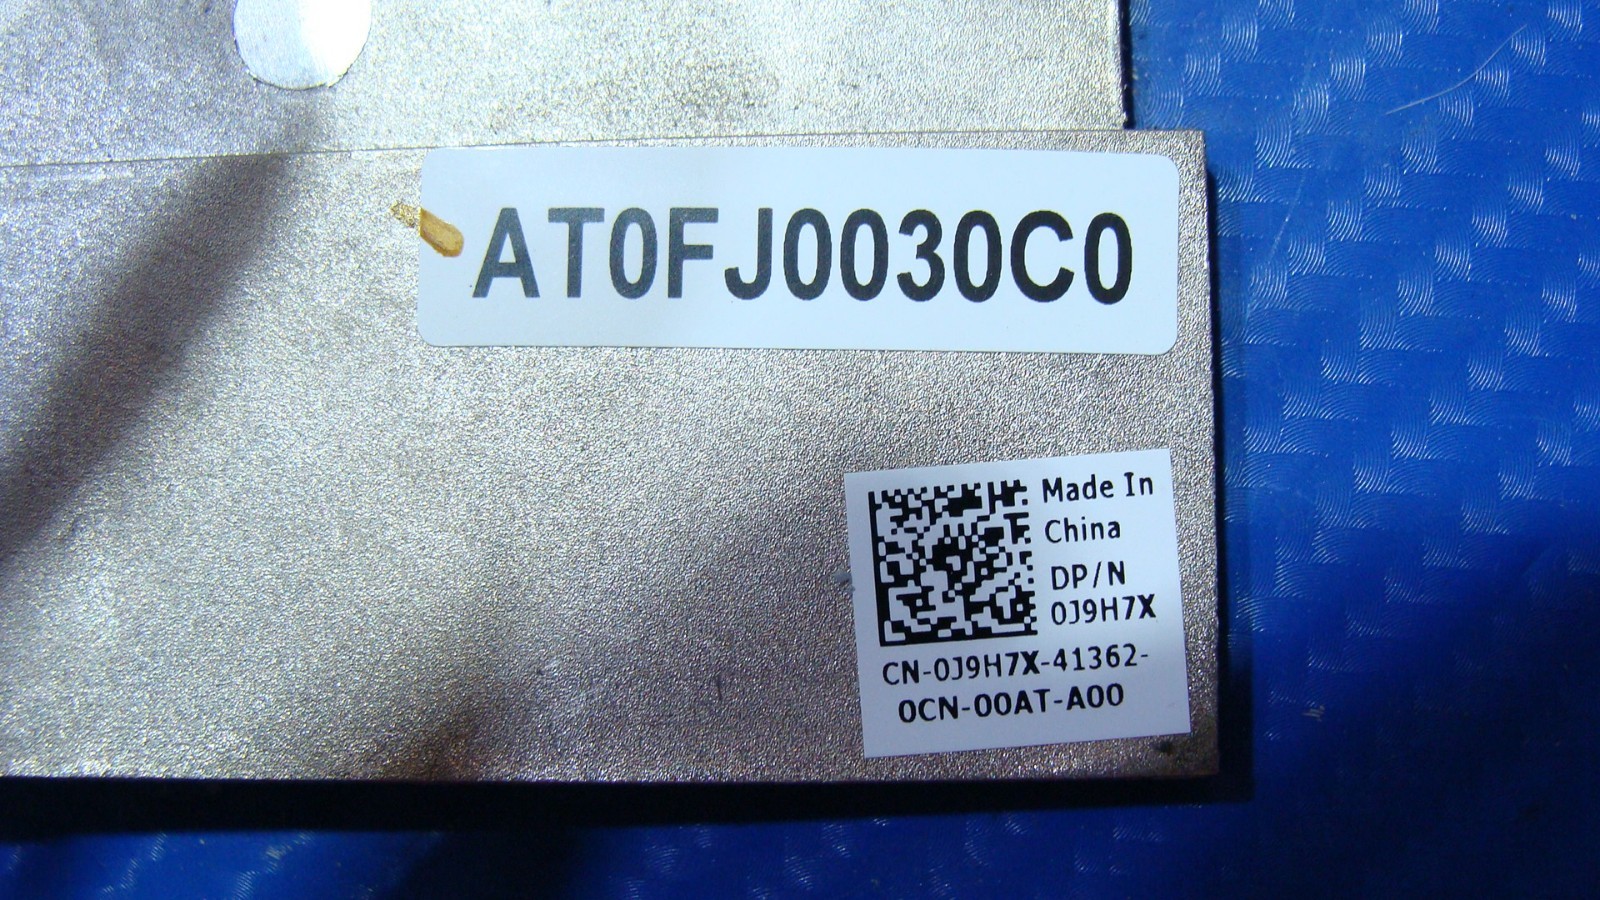 AT0FJ0030C0
Made In
China
DP/N
0J9H7X
CN-0J9H7X-41362-
0CN-00AT-A00